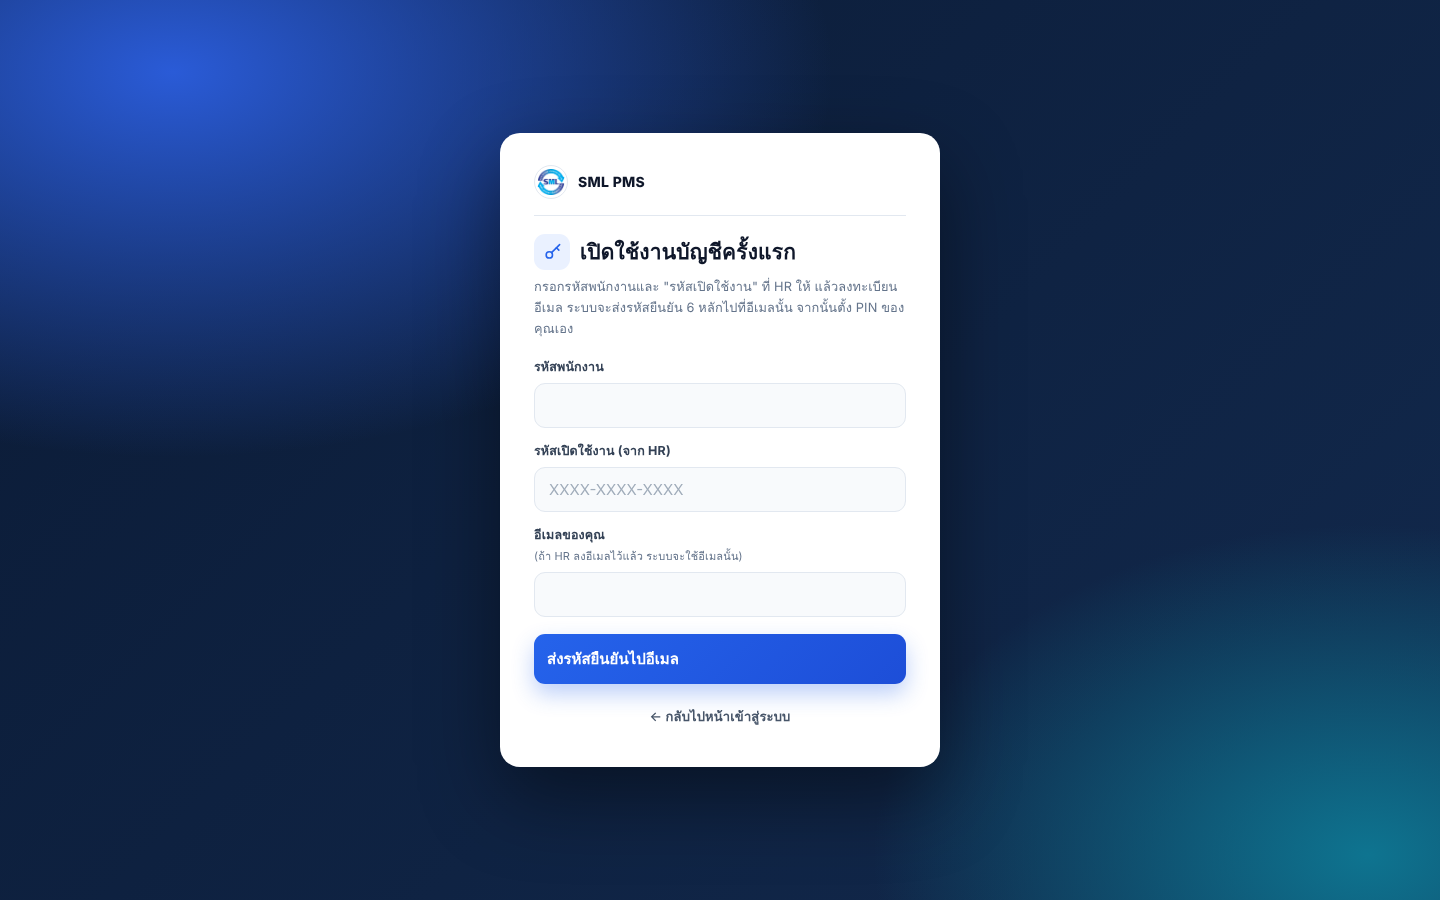 SML
SML PMS
เปิดใช้งานบัญชีครั้งแรก
กรอกรหัสพนักงานและ "รหัสเปิดใช้งาน" ที่ HR ให้ แล้วลงทะเบียน
อีเมล ระบบจะส่งรหัสยืนยัน 6 หลักไปที่อีเมลนั้น จากนั้นตั้ง PIN ของ
คุณเอง
รหัสพนักงาน
รหัสเปิดใช้งาน (จาก HR)
XXXX-XXXX-XXXX
อีเมลของคุณ
(ถ้า HR ลงอีเมลไว้แล้ว ระบบจะใช้อีเมลนั้น)
ส่งรหัสยืนยันไปอีเมล
← กลับไปหน้าเข้าสู่ระบบ